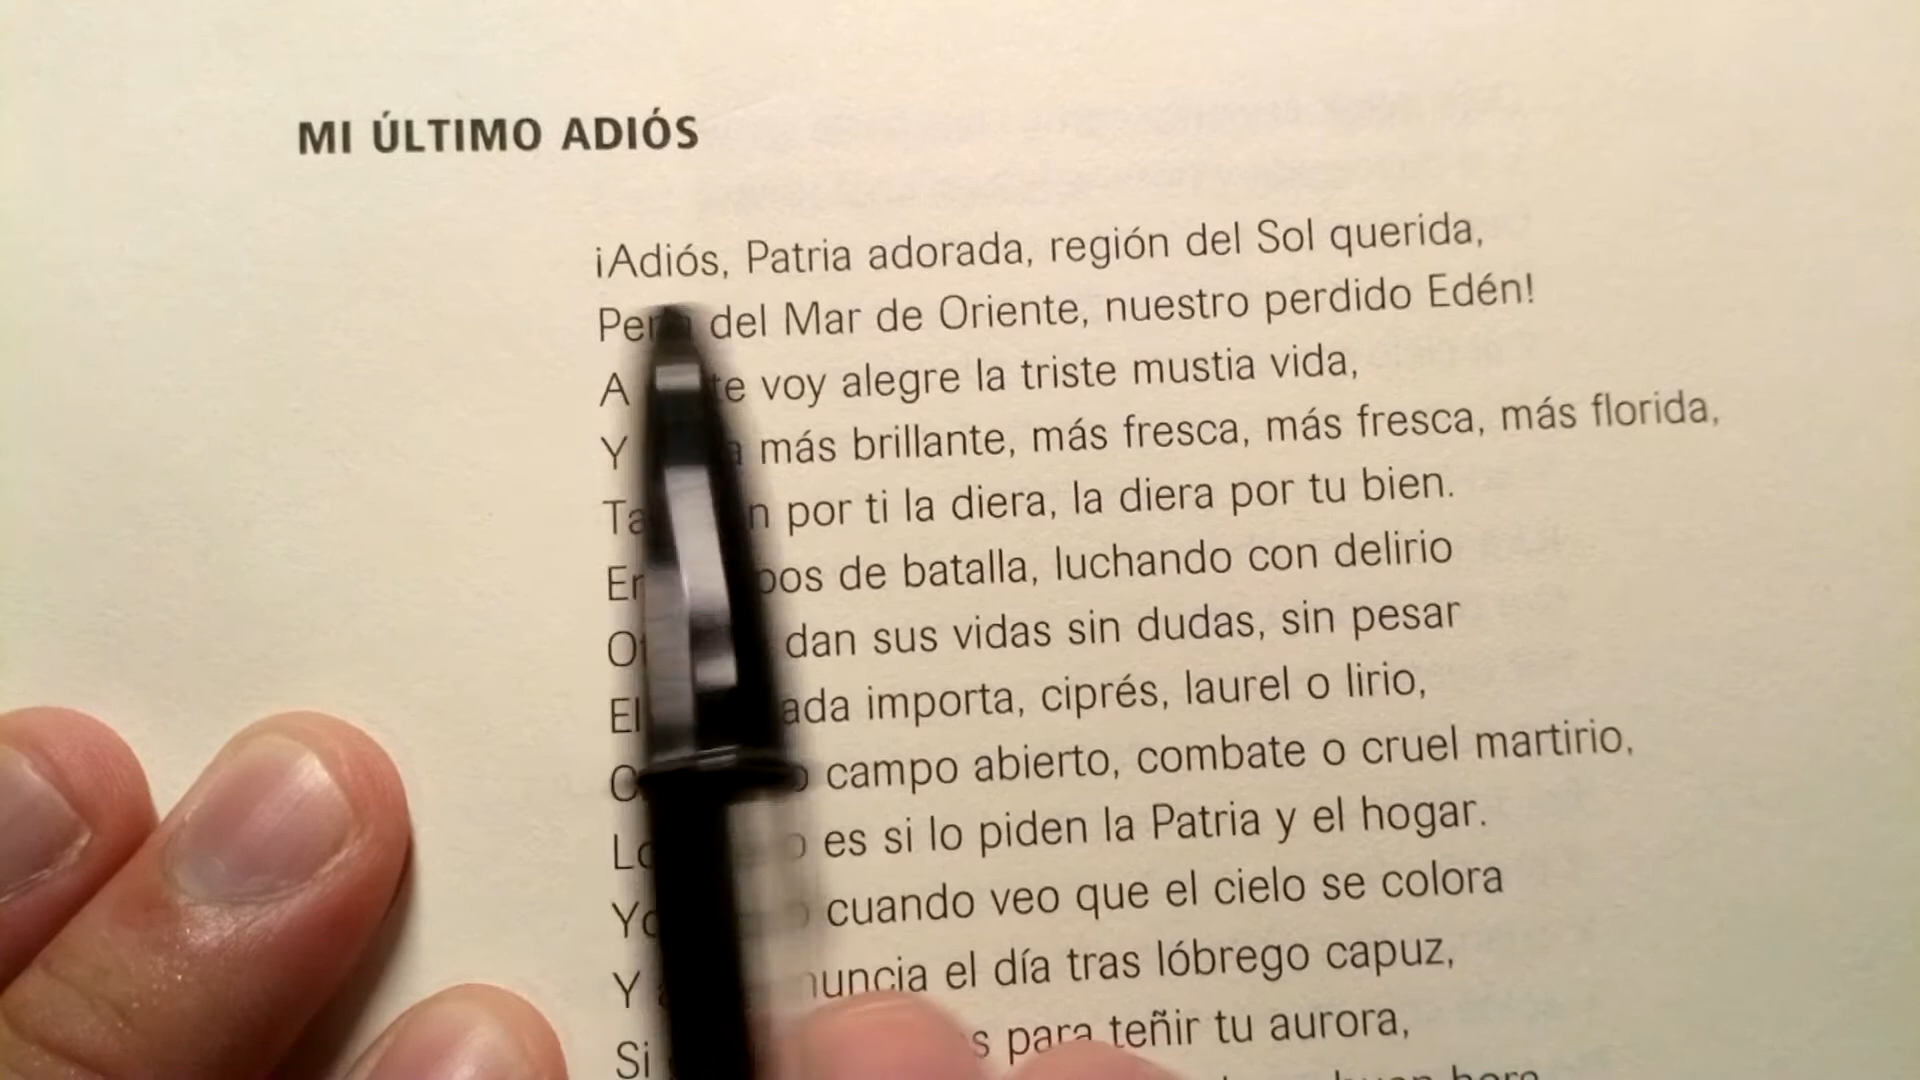 MI ÚLTIMO ADIÓS
¡Adiós, Patria adorada, región del Sol querida,
del Mar de Oriente, nuestro perdido Edén!
A te voy alegre la triste mustia vida,
Y más brillante, más fresca, más fresca, más florida,
por ti la diera, la diera por tu bien.
de batalla, luchando con delirio
dan sus vidas sin dudas, sin pesar
importa, ciprés, laurel o lirio,
campo abierto, combate o cruel martirio,
es si lo piden la Patria y el hogar.
cuando veo que el cielo se colora
Y el día tras lóbrego capuz,
Si para teñir tu aurora,